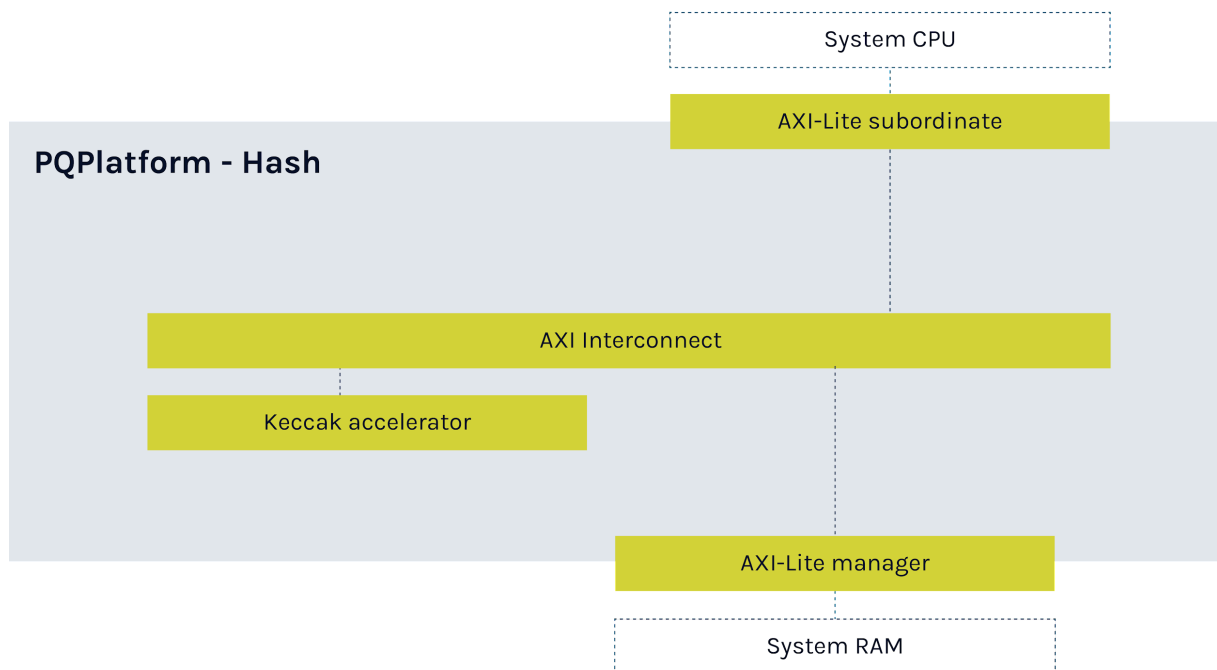 System CPU
AXI-Lite subordinate
PQPlatform - Hash
AXI Interconnect
Keccak accelerator
AXI-Lite manager
System RAM